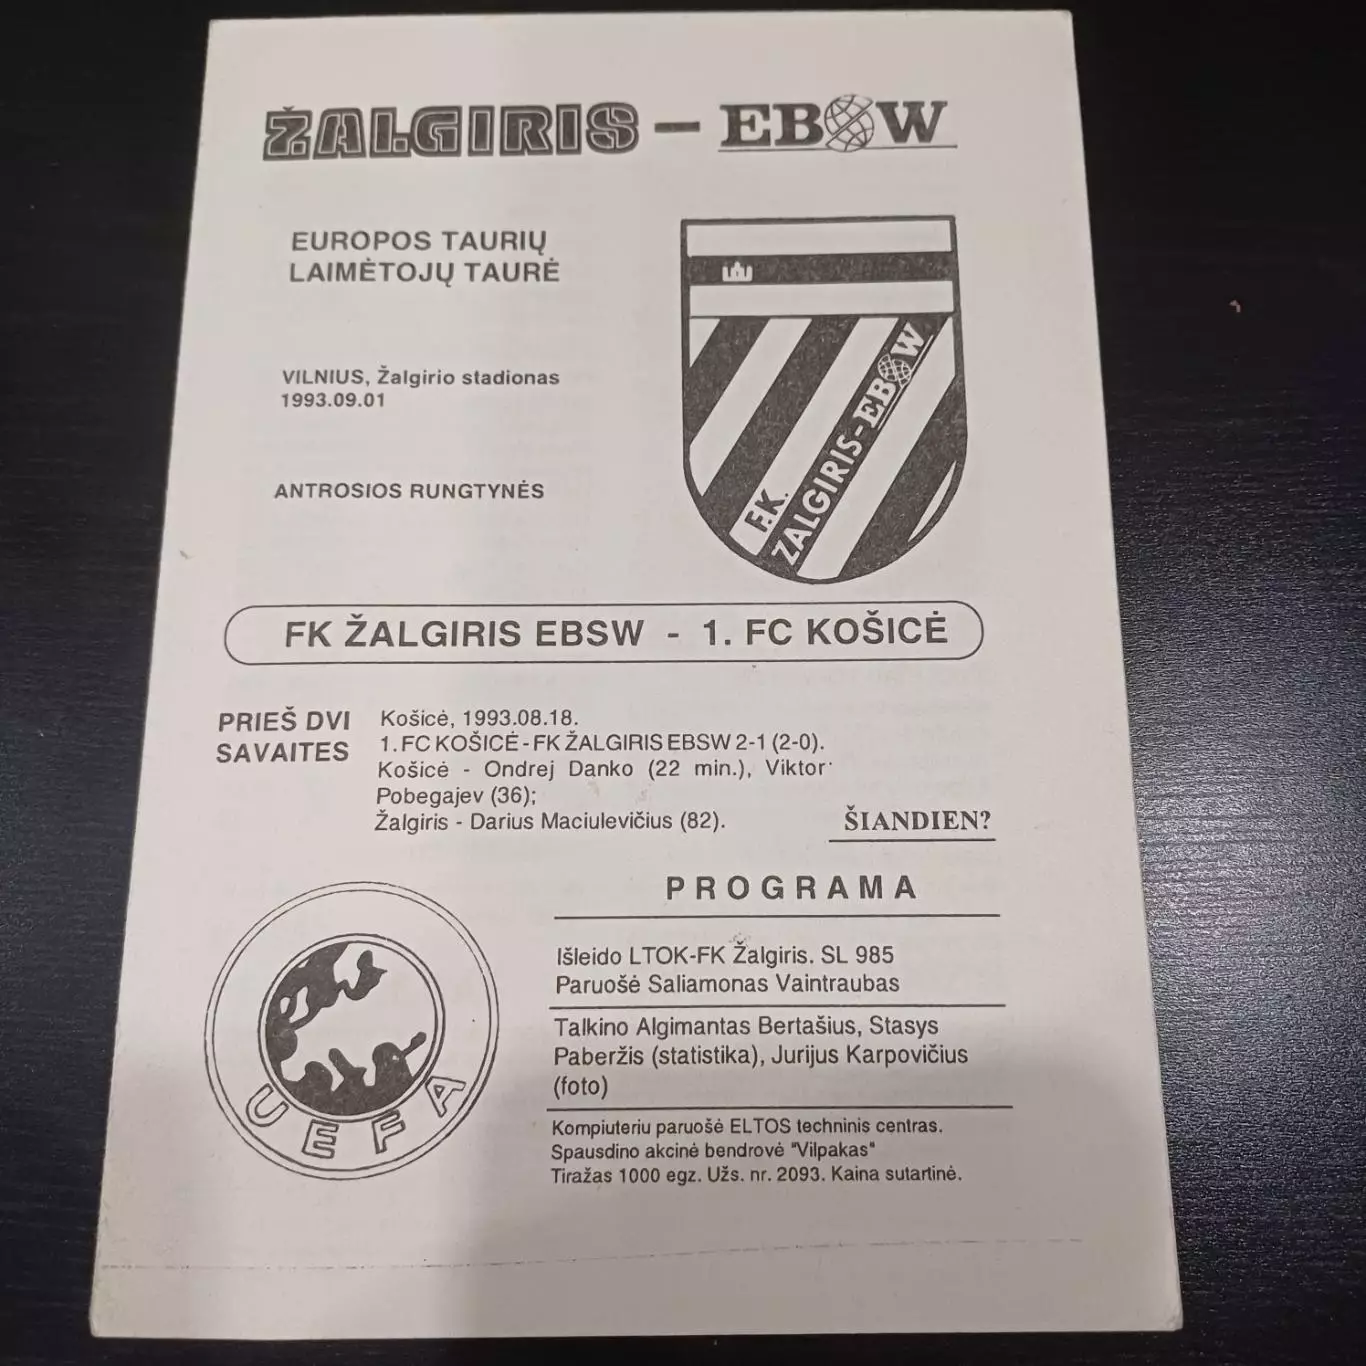 ŽALGIRIS – EBSW
EUROPOS TAURIŲ
LAIMĖTOJŲ TAURĖ
VILNIUS, Žalgirio stadionas
1993.09.01
ANTROSIOS RUNGTYNĖS
F.K.
ŽALGIRIS-EBSW
FK ŽALGIRIS EBSW - 1. FC KOŠICĖ
PRIEŠ DVI
SAVAITES
Košicė, 1993.08.18.
1.FC KOŠICĖ-FK ŽALGIRIS EBSW 2-1 (2-0).
Košicė - Ondrej Danko (22 min.), Viktor
Pobegajev (36);
Žalgiris - Darius Maciulevičius (82).
ŠIANDIEN?
UEFA
PROGRAMA
Išleido LTOK-FK Žalgiris. SL 985
Paruošė Saliamonas Vaintraubas
Talkino Algimantas Bertašius, Stasys
Paberžis (statistika), Jurijus Karpovičius
(foto)
Kompiuteriu paruošė ELTOS techninis centras.
Spausdino akcinė bendrovė "Vilpakas"
Tiražas 1000 egz. Užs. nr. 2093. Kaina sutartinė.